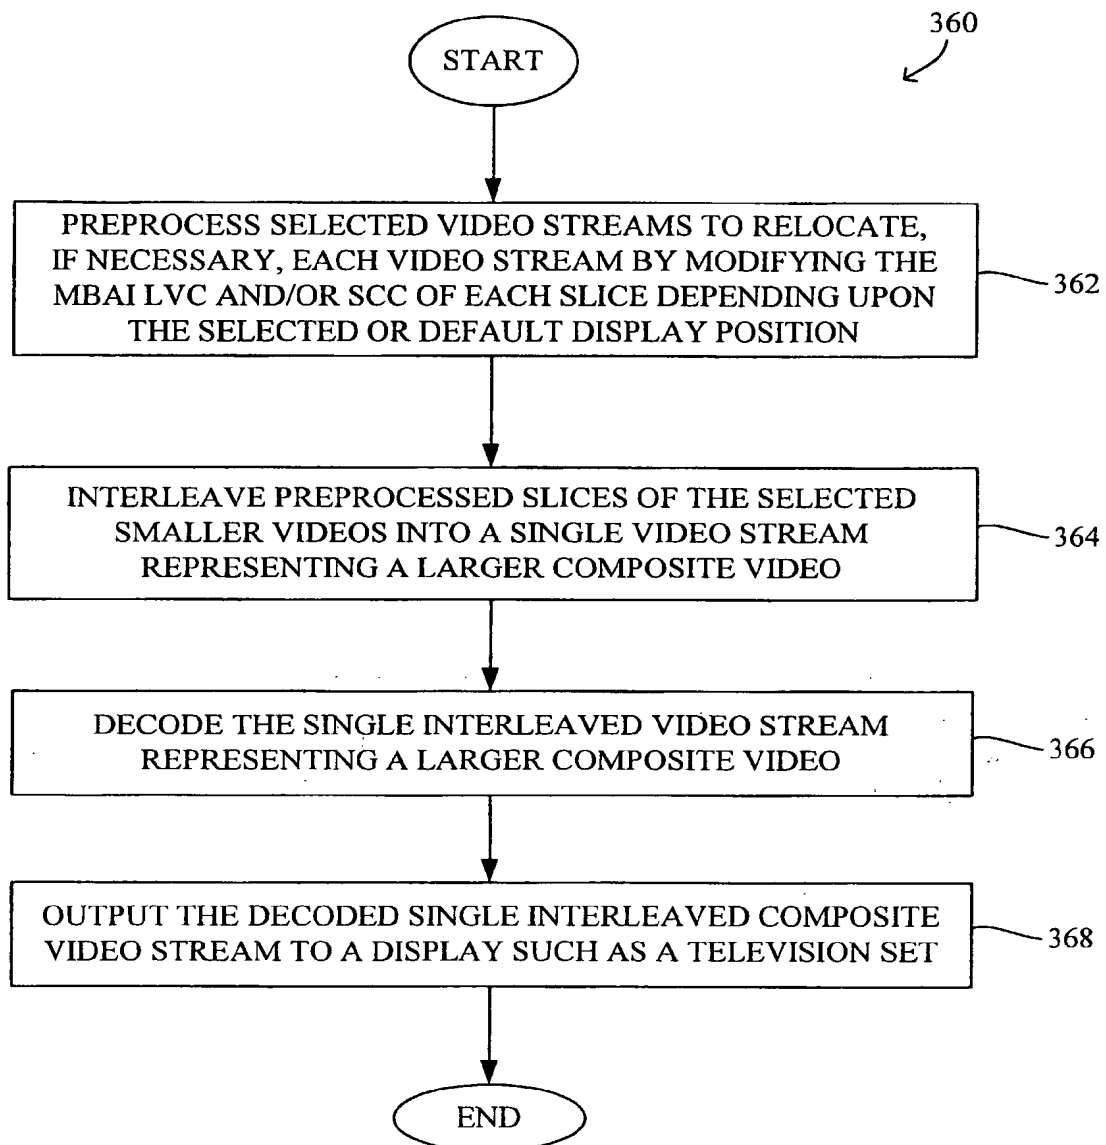 360
START
PREPROCESS SELECTED VIDEO STREAMS TO RELOCATE,
IF NECESSARY, EACH VIDEO STREAM BY MODIFYING THE
MBAI LVC AND/OR SCC OF EACH SLICE DEPENDING UPON
THE SELECTED OR DEFAULT DISPLAY POSITION
362
INTERLEAVE PREPROCESSED SLICES OF THE SELECTED
SMALLER VIDEOS INTO A SINGLE VIDEO STREAM
REPRESENTING A LARGER COMPOSITE VIDEO
364
DECODE THE SINGLE INTERLEAVED VIDEO STREAM
REPRESENTING A LARGER COMPOSITE VIDEO
366
OUTPUT THE DECODED SINGLE INTERLEAVED COMPOSITE
VIDEO STREAM TO A DISPLAY SUCH AS A TELEVISION SET
368
END